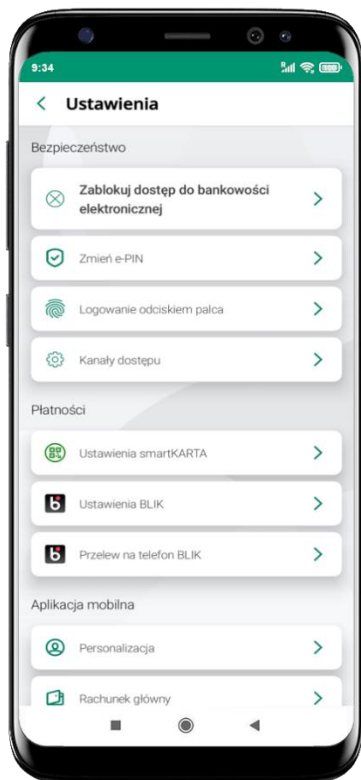 9:34
Ustawienia
Bezpieczeństwo
Zablokuj dostęp do bankowości
elektronicznej
Zmień e-PIN
Logowanie odciskiem palca
Kanały dostępu
Płatności
Ustawienia smartKARTA
Ustawienia BLIK
Przelew na telefon BLIK
Aplikacja mobilna
Personalizacja
Rachunek główny